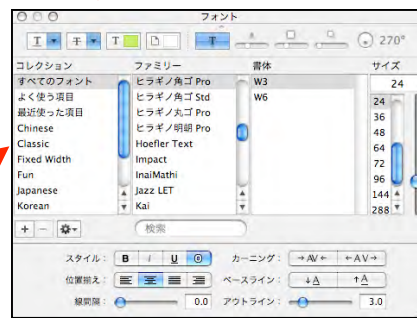 フォント
T T T T 270°
コレクション ファミリー 書体 サイズ
すべてのフォント ヒラギノ角ゴ Pro W3 24
よく使う項目 ヒラギノ角ゴ Std W6 24
最近使った項目 ヒラギノ丸ゴ Pro 36
Chinese ヒラギノ明朝 Pro 48
Classic Hoefler Text 64
Fixed Width Impact 72
Fun InaiMathi 96
Japanese Jazz LET 144
Korean Kai 288
+ − 検索
スタイル： B I U O カーニング： →AV← ←AV→
位置揃え： ベースライン： ↓A ↑A
線間隔： 0.0 アウトライン： 3.0